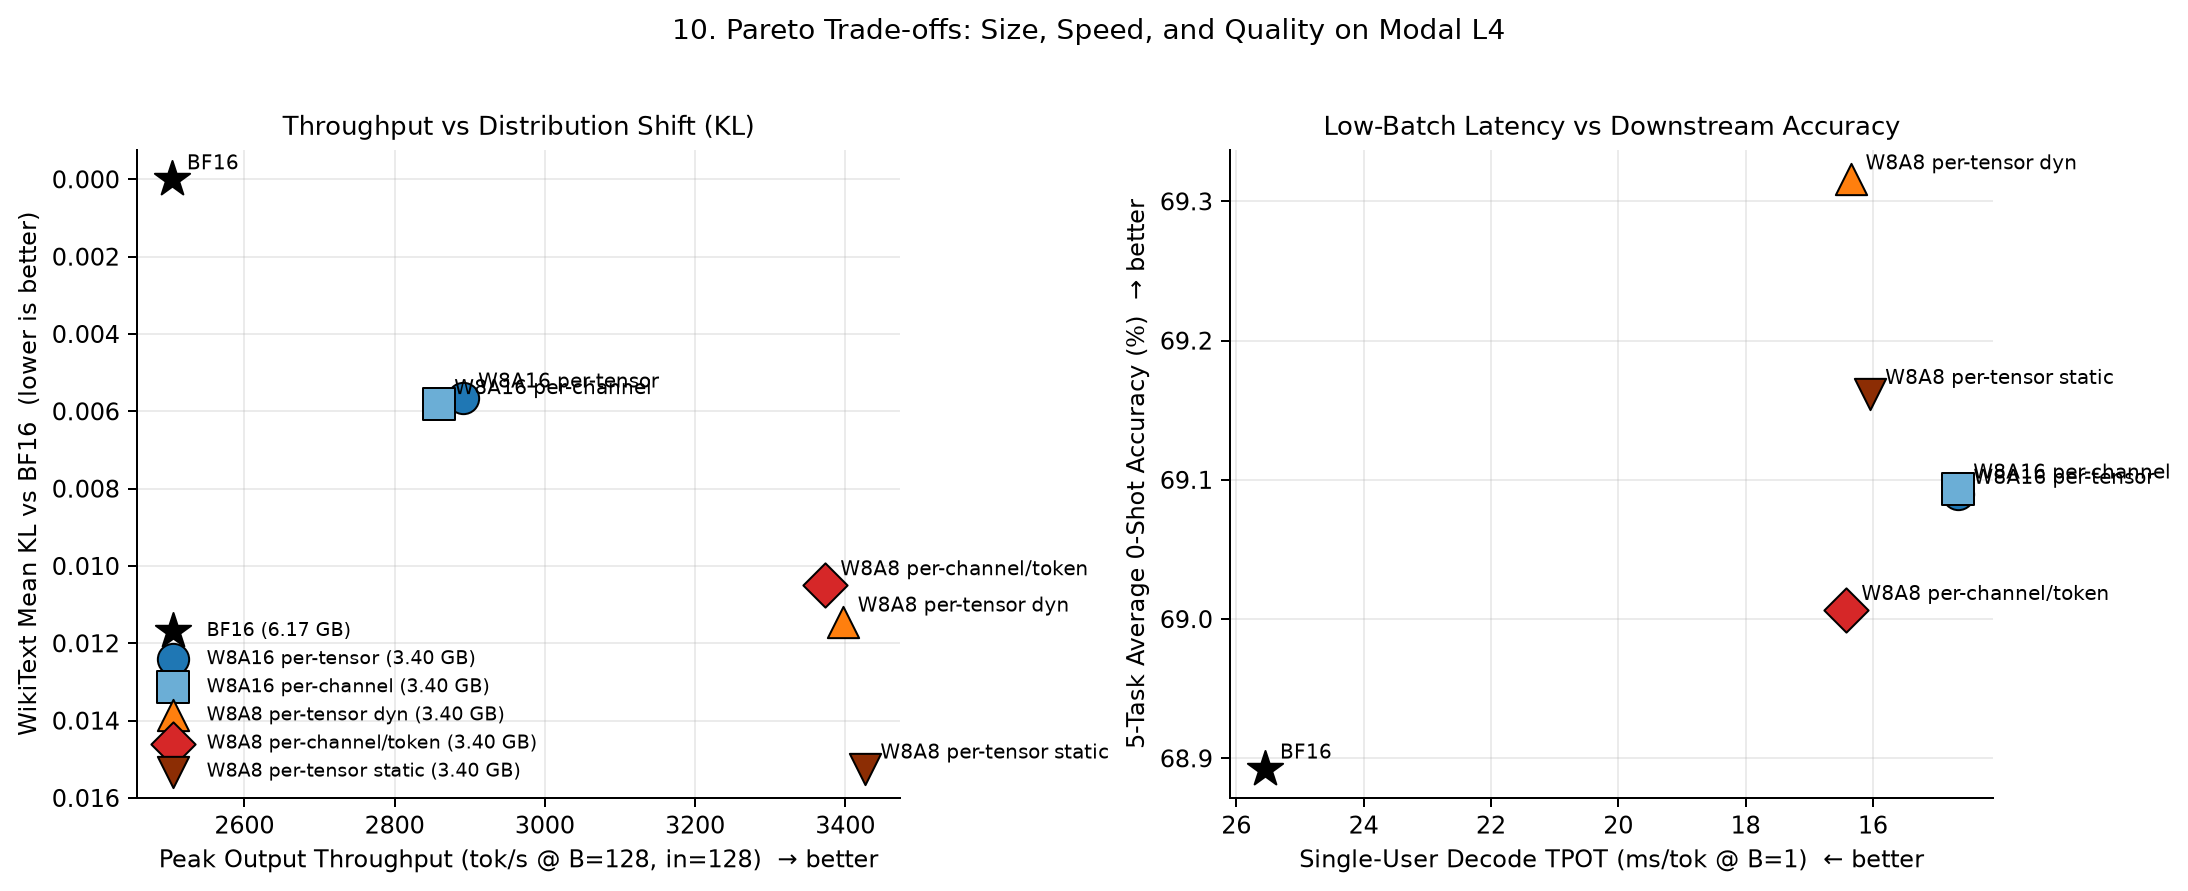 10. Pareto Trade-offs: Size, Speed, and Quality on Modal L4
Throughput vs Distribution Shift (KL)
WikiText Mean KL vs BF16 (lower is better)
0.000
0.002
0.004
0.006
0.008
0.010
0.012
0.014
0.016
BF16
W8A16 per-tensor
W8A16 per-channel
W8A8 per-channel/token
W8A8 per-tensor dyn
W8A8 per-tensor static
BF16 (6.17 GB)
W8A16 per-tensor (3.40 GB)
W8A16 per-channel (3.40 GB)
W8A8 per-tensor dyn (3.40 GB)
W8A8 per-channel/token (3.40 GB)
W8A8 per-tensor static (3.40 GB)
2600 2800 3000 3200 3400
Peak Output Throughput (tok/s @ B=128, in=128) → better
Low-Batch Latency vs Downstream Accuracy
5-Task Average 0-Shot Accuracy (%) → better
69.3
69.2
69.1
69.0
68.9
W8A8 per-tensor dyn
W8A8 per-tensor static
W8A16 per-channel
W8A16 per-tensor
W8A8 per-channel/token
BF16
26 24 22 20 18 16
Single-User Decode TPOT (ms/tok @ B=1) ← better